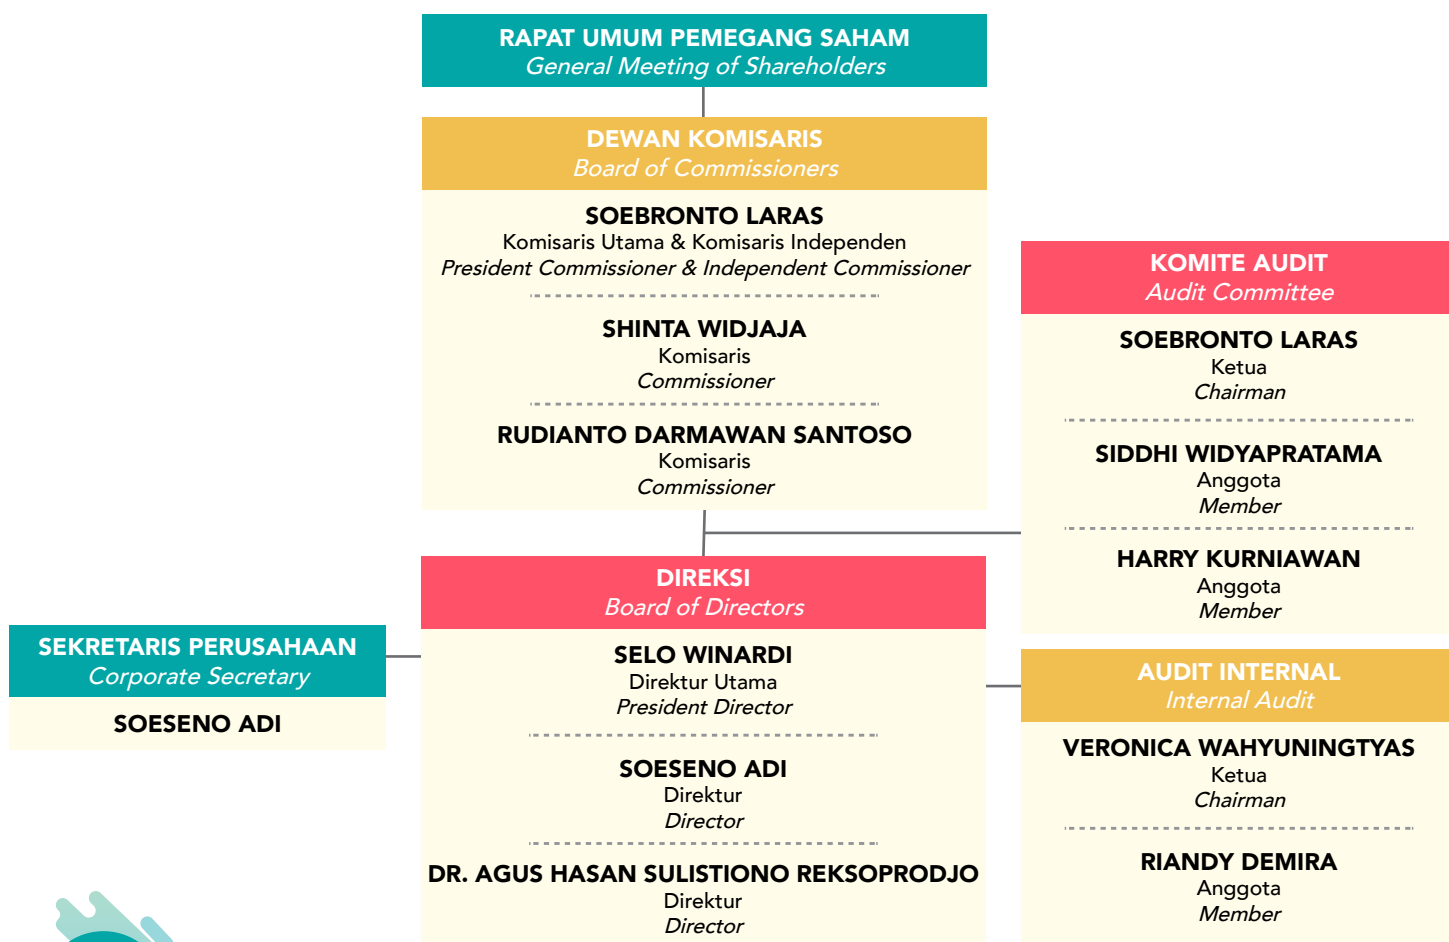 RAPAT UMUM PEMEGANG SAHAM
General Meeting of Shareholders
DEWAN KOMISARIS
Board of Commissioners
SOEBRONTO LARAS
Komisaris Utama & Komisaris Independen
President Commissioner & Independent Commissioner
SHINTA WIDJAJA
Komisaris
Commissioner
RUDIANTO DARMAWAN SANTOSO
Komisaris
Commissioner
KOMITE AUDIT
Audit Committee
SOEBRONTO LARAS
Ketua
Chairman
SIDDHI WIDYAPRATAMA
Anggota
Member
HARRY KURNIAWAN
Anggota
Member
DIREKSI
Board of Directors
SELO WINARDI
Direktur Utama
President Director
SOESENO ADI
Direktur
Director
DR. AGUS HASAN SULISTIONO REKSOPRODJO
Direktur
Director
SEKRETARIS PERUSAHAAN
Corporate Secretary
SOESENO ADI
AUDIT INTERNAL
Internal Audit
VERONICA WAHYUNINGTYAS
Ketua
Chairman
RIANDY DEMIRA
Anggota
Member